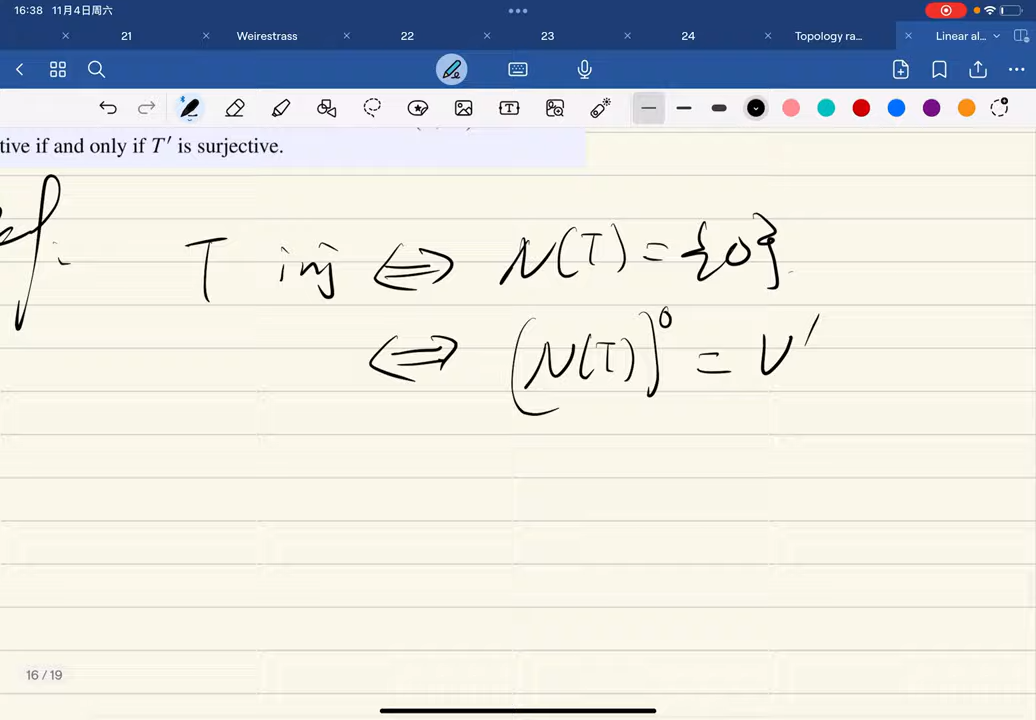 16:38 11月4日周六
21 Weirestrass 22 23 24 Topology ra... Linear al...
tive if and only if T′ is surjective.
T inj ⟺ N(T) = {0}.
⟺ (N(T))⁰ = V′
16 / 19